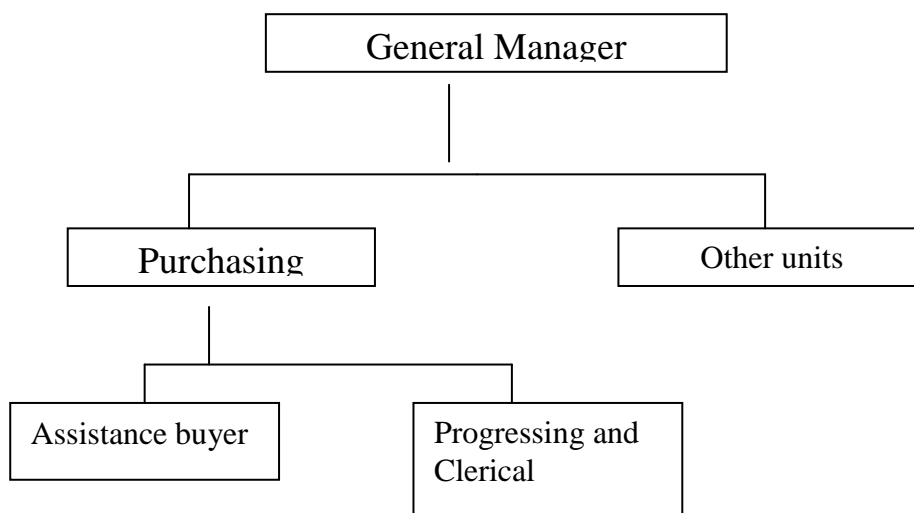 General Manager
Purchasing
Other units
Assistance buyer
Progressing and
Clerical